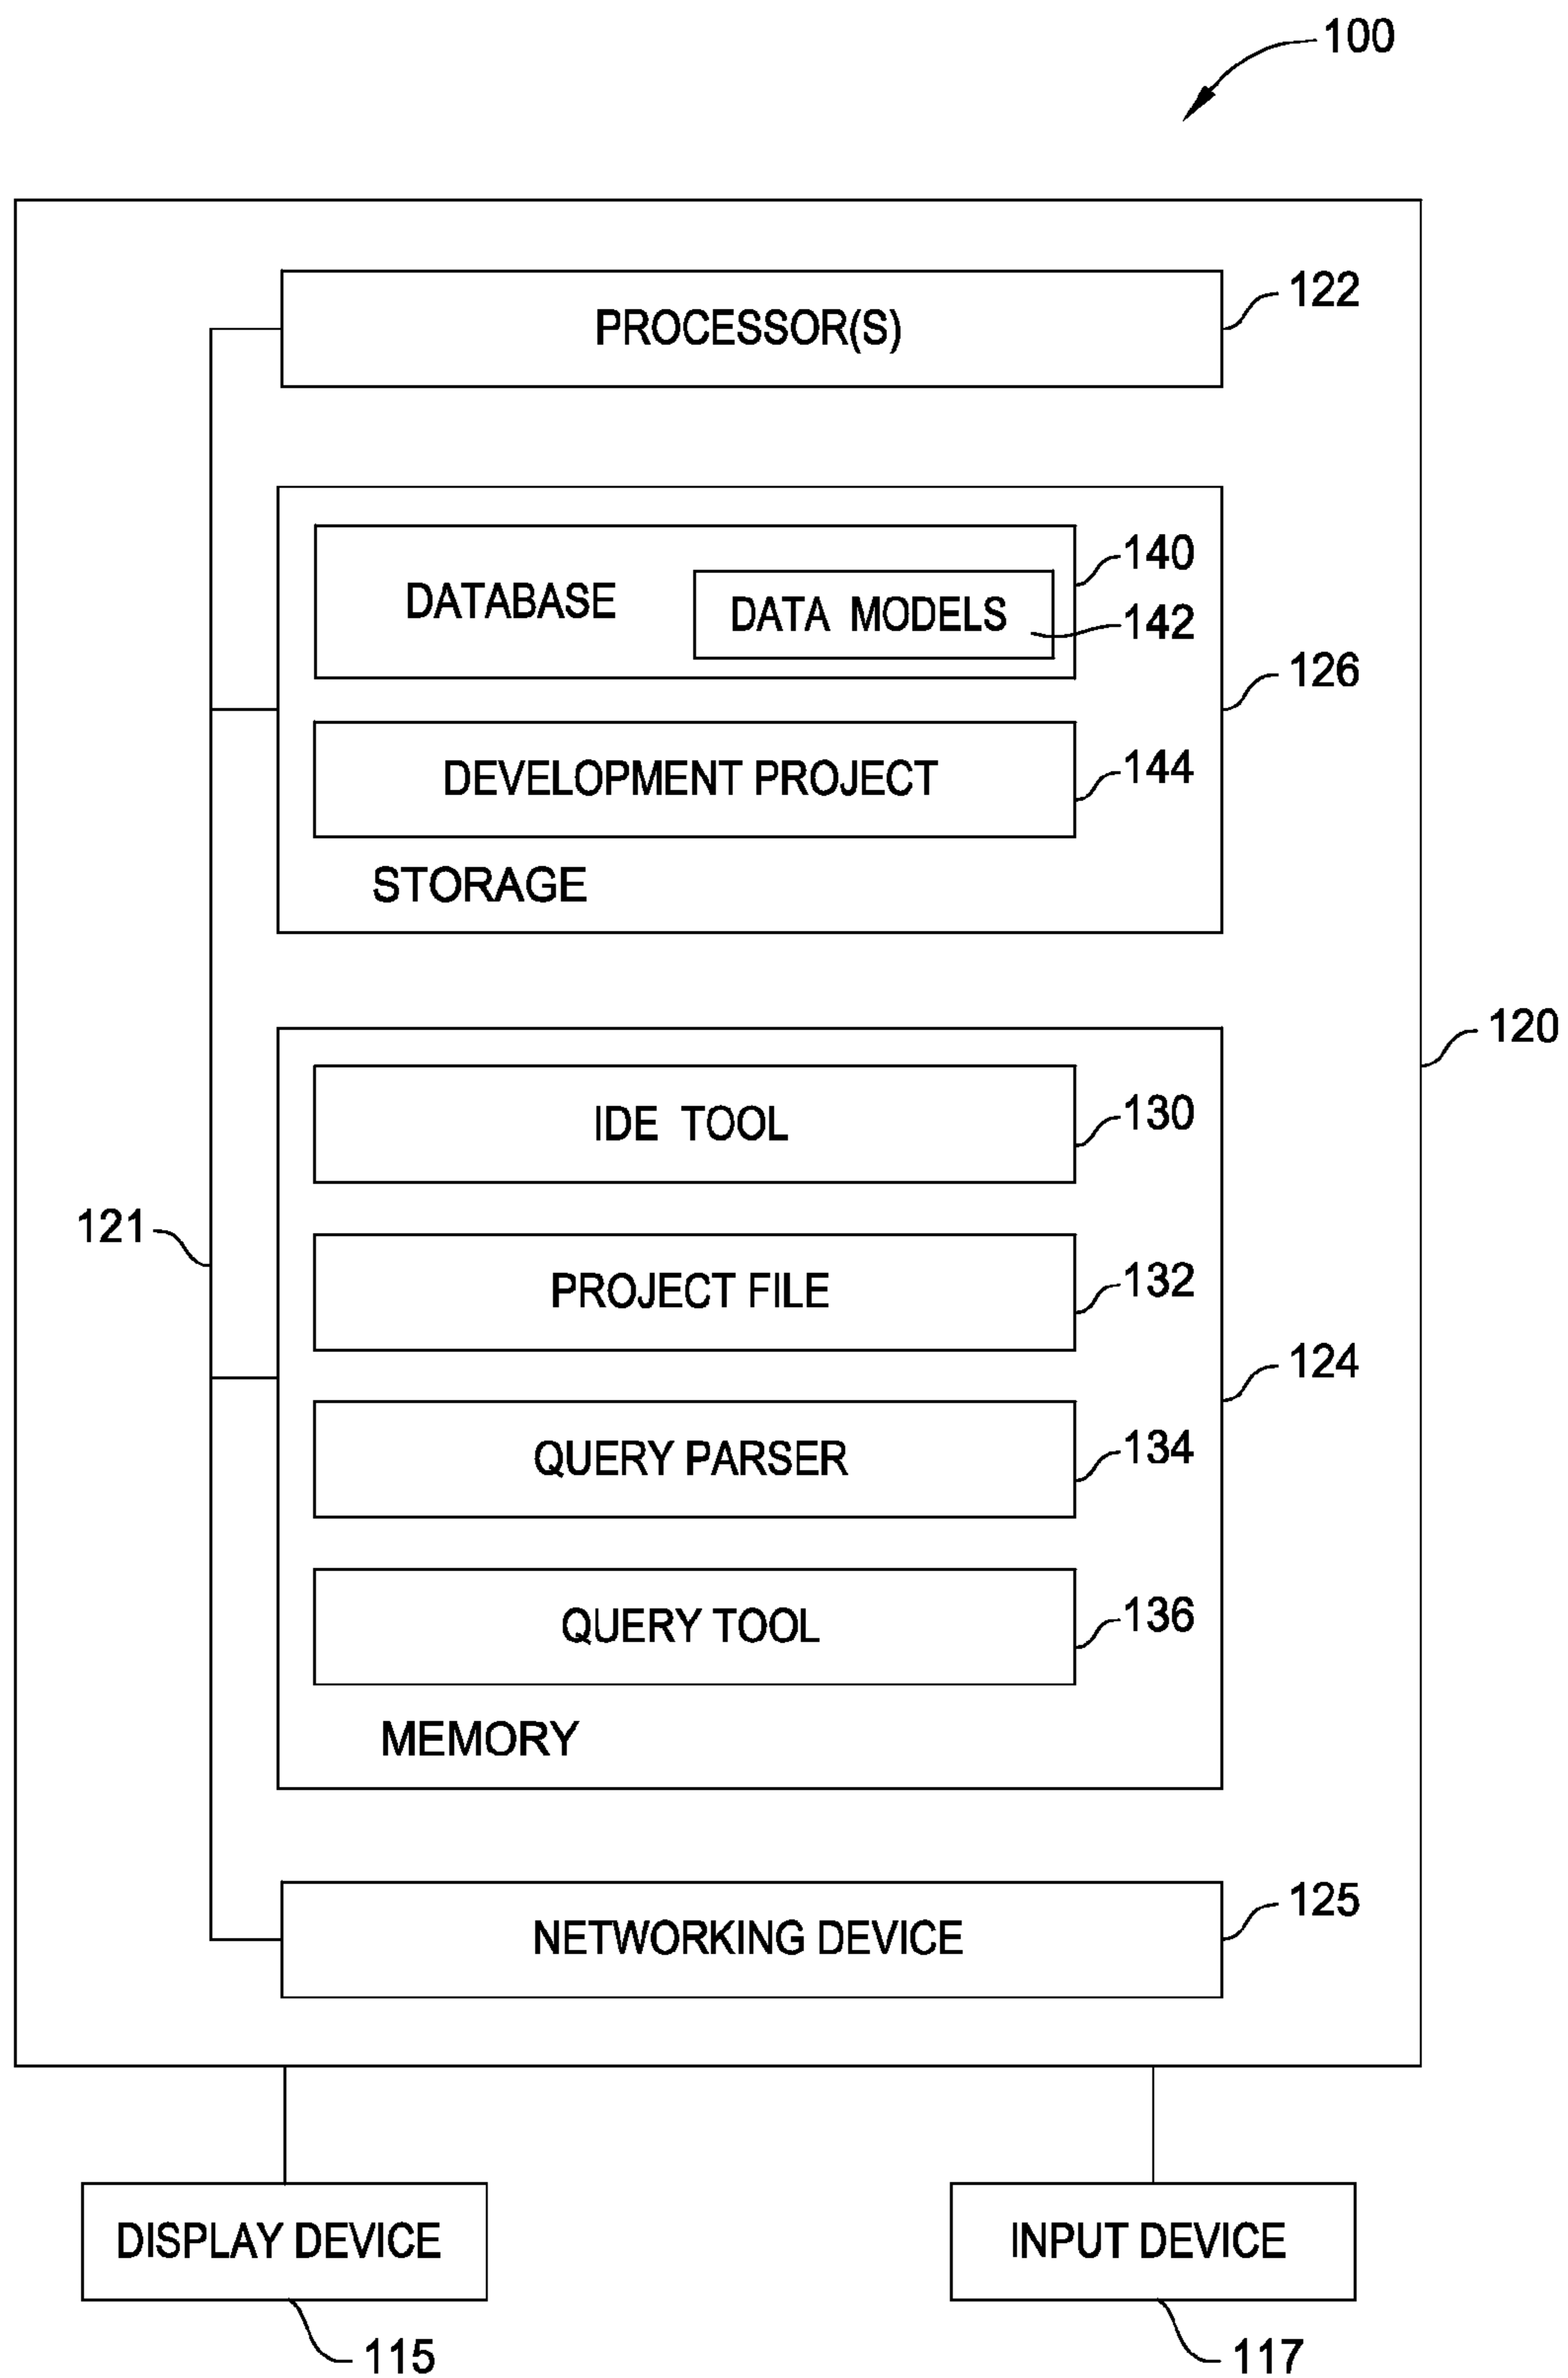 100
PROCESSOR(S)
122
DATABASE
DATA MODELS
140
142
126
DEVELOPMENT PROJECT
144
STORAGE
120
IDE TOOL
130
121
PROJECT FILE
132
124
QUERY PARSER
134
QUERY TOOL
136
MEMORY
NETWORKING DEVICE
125
DISPLAY DEVICE
INPUT DEVICE
115
117